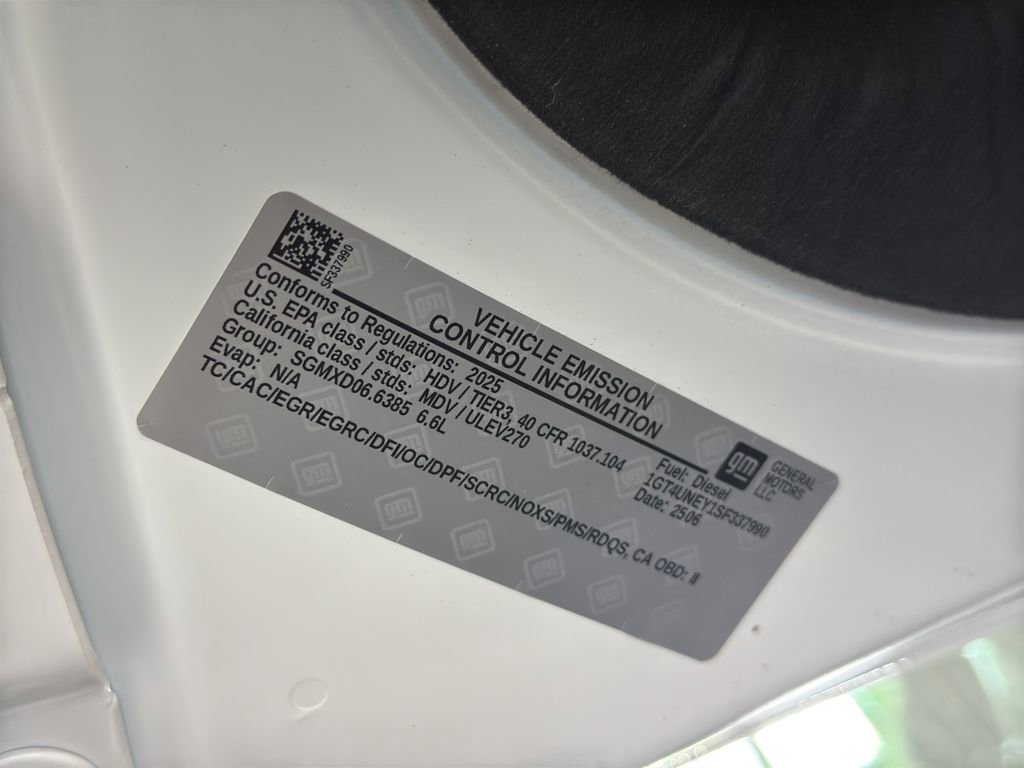 SF337990
VEHICLE EMISSION
CONTROL INFORMATION
gm
GENERAL
MOTORS
LLC
Conforms to Regulations: 2025
U.S. EPA class / stds: HDV / TIER3, 40 CFR 1037.104
California class / stds: MDV / ULEV270
Group: SGMXD06.6385 6.6L
Evap: N/A
Fuel: Diesel
1GT4UNEY1SF337990
Date: 2506
TC/CAC/EGR/EGRC/DFI/OC/DPF/SCRC/NOXS/PMS/RDQS, CA OBD: II